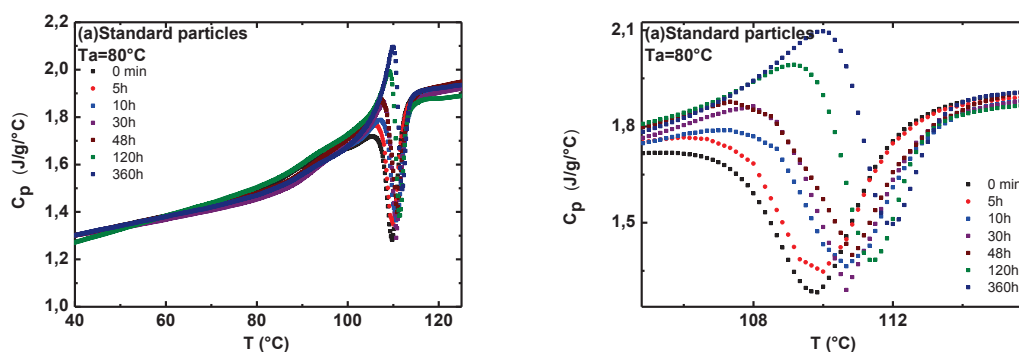 (a)Standard particles
Ta=80°C
0 min
5h
10h
30h
48h
120h
360h
2,2
2,0
1,8
1,6
1,4
1,2
1,0
40
60
80
100
120
Cp (J/g/°C)
T (°C)
(a)Standard particles
Ta=80°C
0 min
5h
10h
30h
48h
120h
360h
2,1
1,8
1,5
108
112
Cp (J/g/°C)
T (°C)